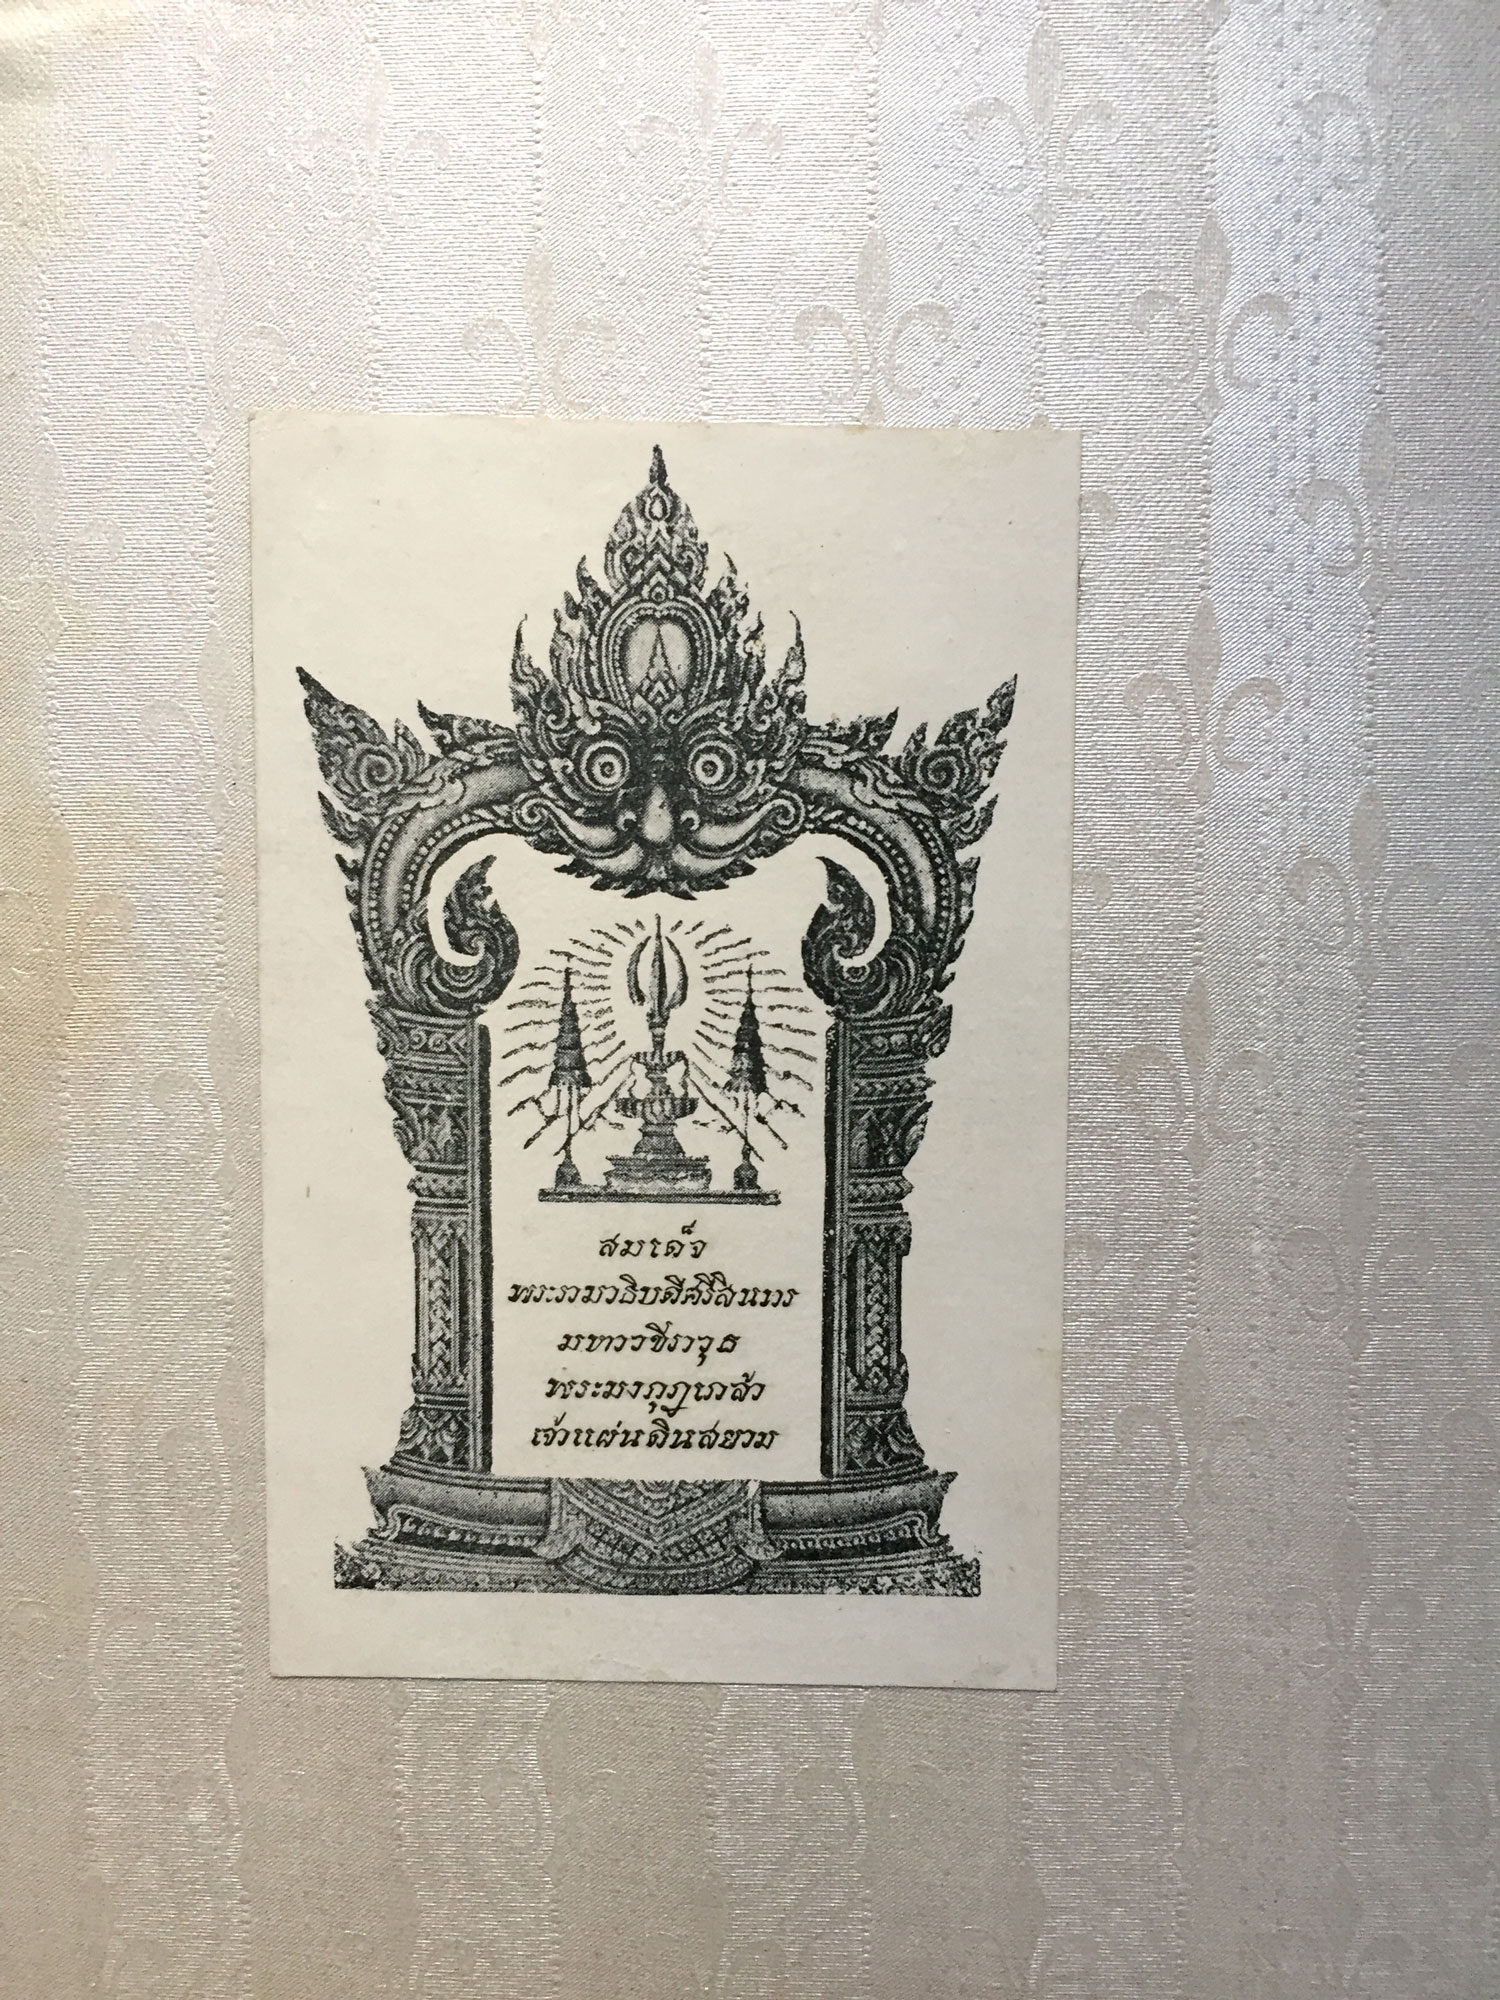 สมเด็จ
พระรามาธิบดีศรีสินทร
มหาวชิราวุธ
พระมงกุฎเกล้า
เจ้าแผ่นดินสยาม